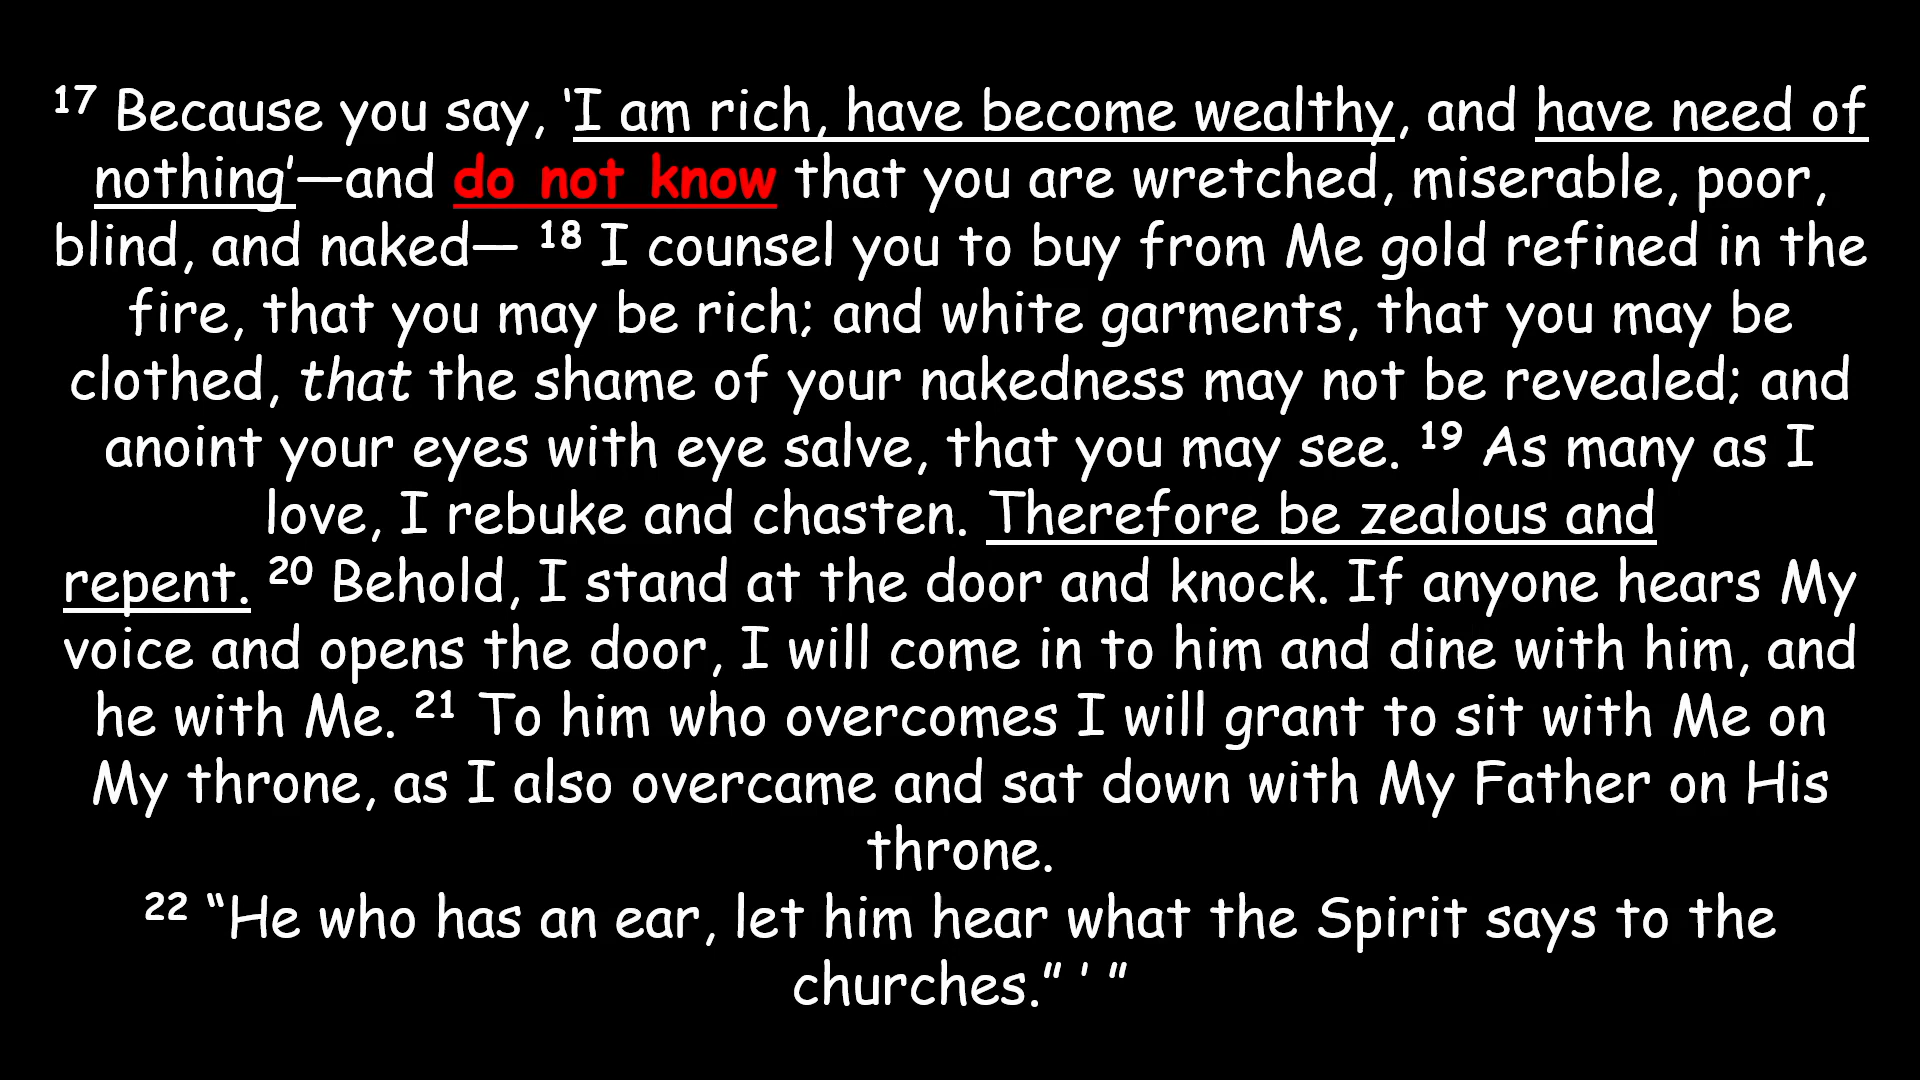 17 Because you say, ‘I am rich, have become wealthy, and have need of
nothing’—and do not know that you are wretched, miserable, poor,
blind, and naked— 18 I counsel you to buy from Me gold refined in the
fire, that you may be rich; and white garments, that you may be
clothed, that the shame of your nakedness may not be revealed; and
anoint your eyes with eye salve, that you may see. 19 As many as I
love, I rebuke and chasten. Therefore be zealous and
repent. 20 Behold, I stand at the door and knock. If anyone hears My
voice and opens the door, I will come in to him and dine with him, and
he with Me. 21 To him who overcomes I will grant to sit with Me on
My throne, as I also overcame and sat down with My Father on His
throne.
22 “He who has an ear, let him hear what the Spirit says to the
churches.” ’ ”